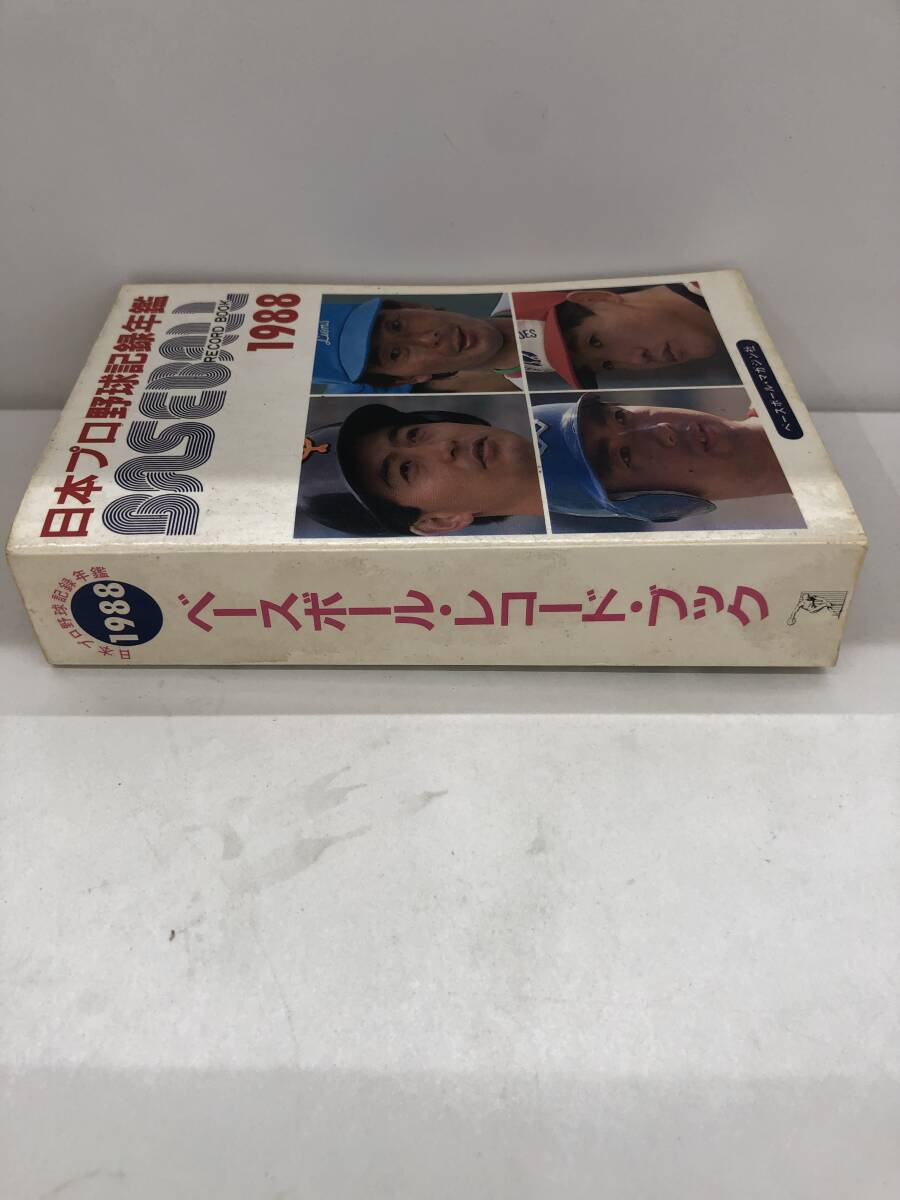 日本プロ野球記録年鑑
BASEBALL
RECORD BOOK
1988
Lions
ベースボール・マガジン社
日本プロ野球記録年鑑
1988
ベースボール・レコード・ブック